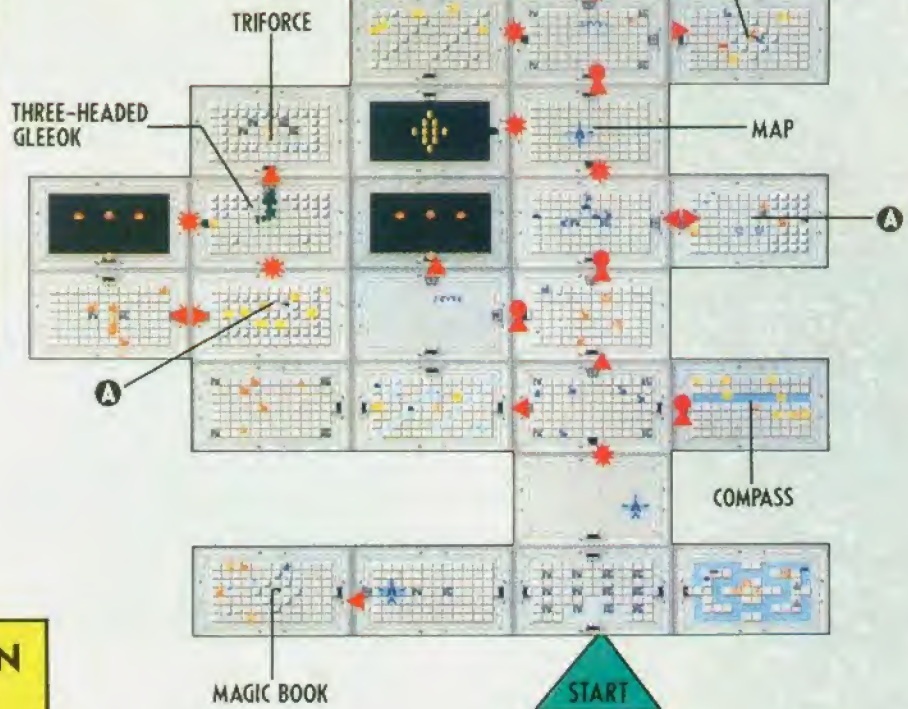 TRIFORCE
THREE-HEADED
GLEEOK
MAP
A
A
COMPASS
N
MAGIC BOOK
START